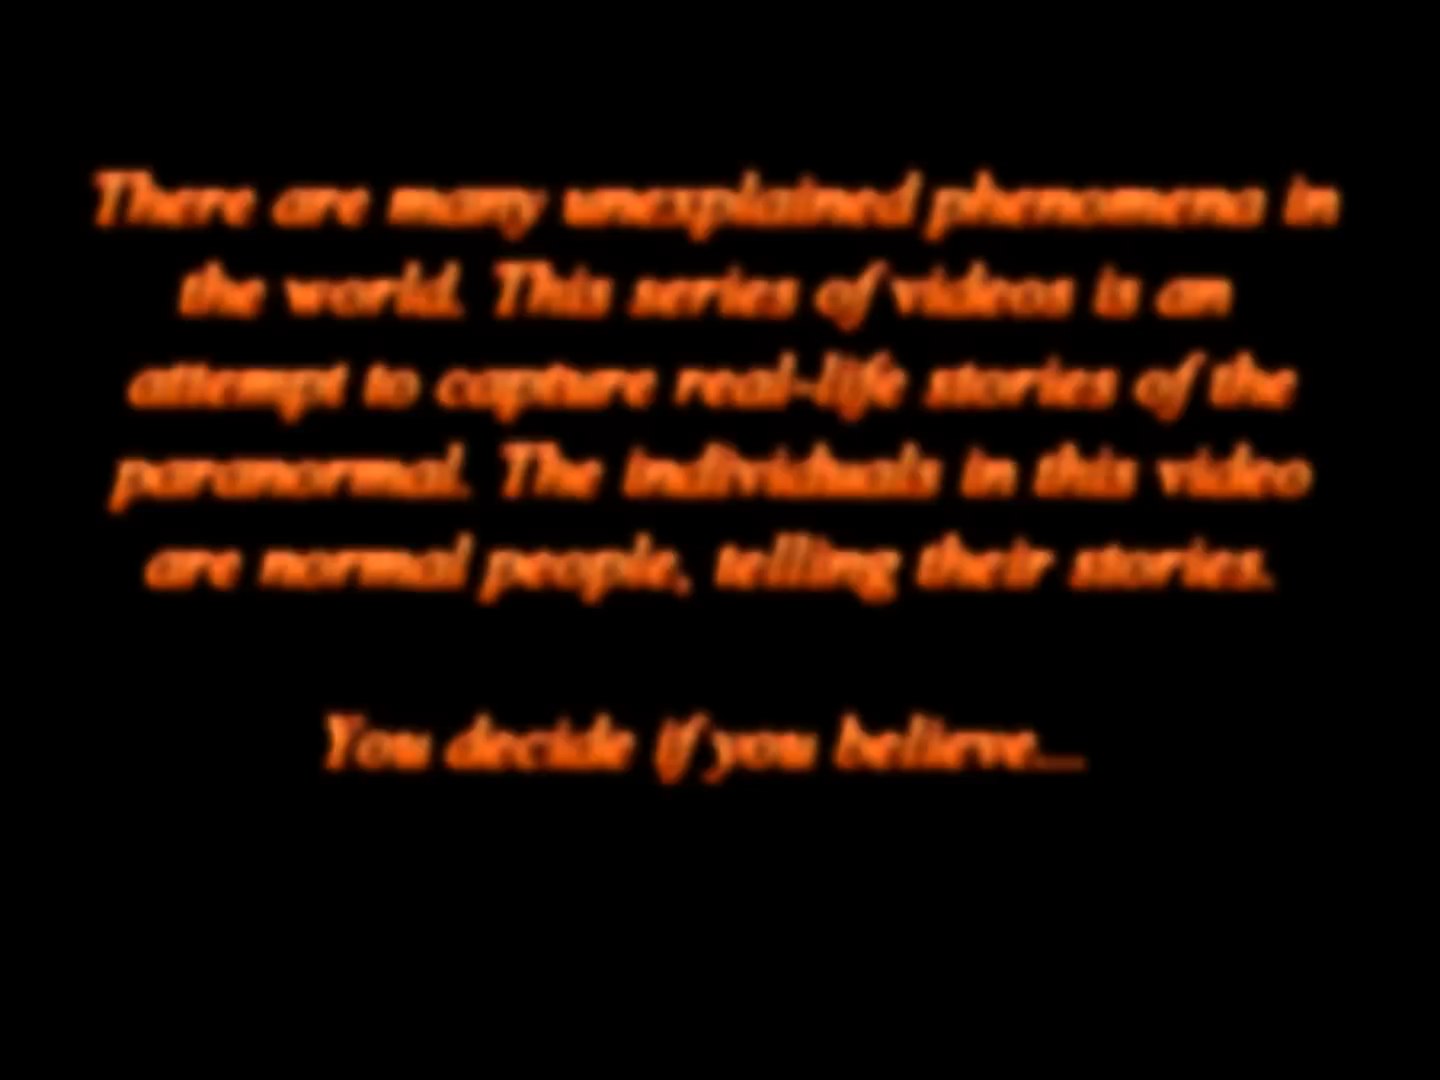 There are many unexplained phenomena in
the world. This series of videos is an
attempt to capture real-life stories of the
paranormal. The individuals in this video
are normal people, telling their stories.
You decide if you believe...